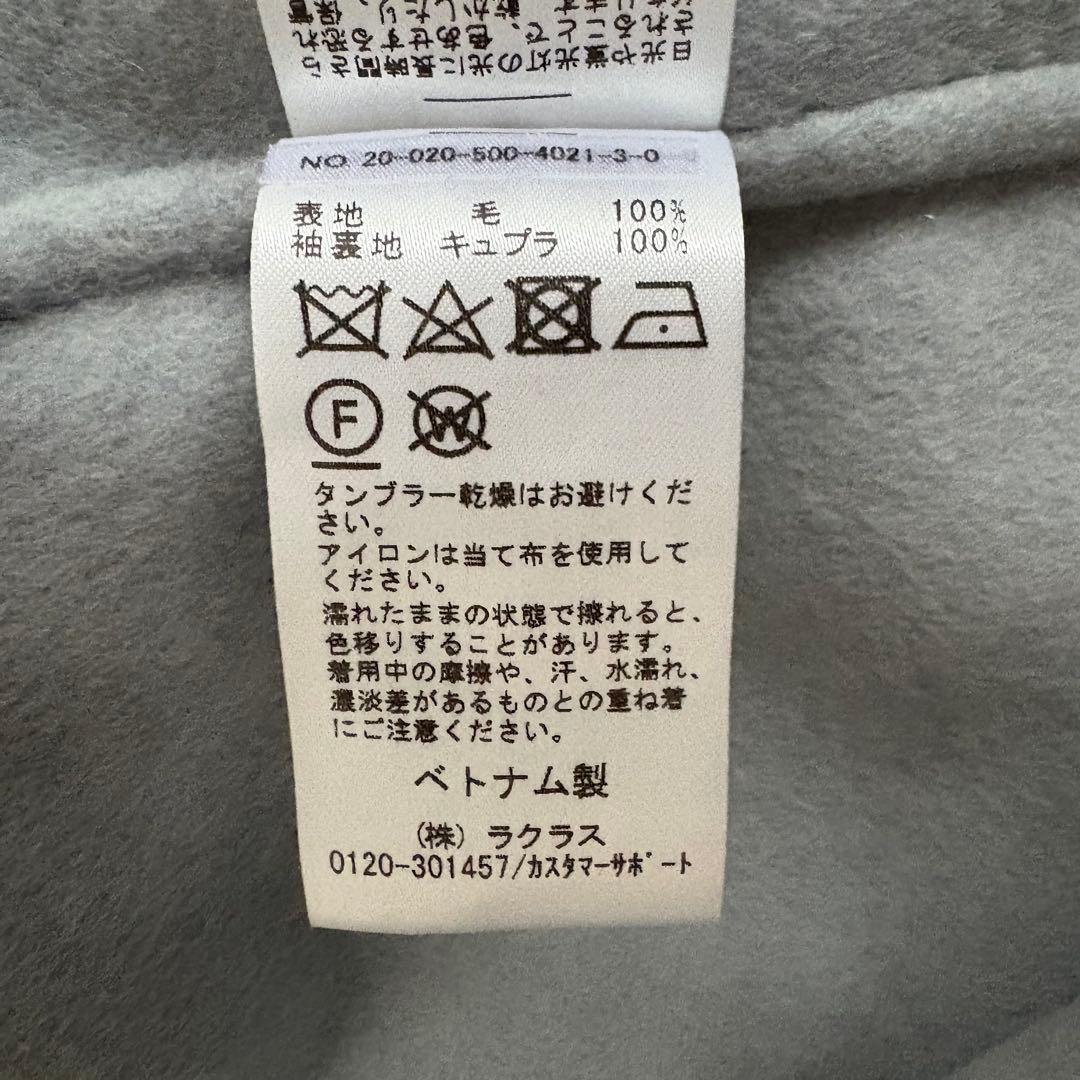 NO 20-020-500-4021-3-0
表地 毛 100%
袖裏地 キュプラ 100%
F W
タンブラー乾燥はお避けくだ
さい。
アイロンは当て布を使用して
ください。
濡れたままの状態で擦れると、
色移りすることがあります。
着用中の摩擦や、汗、水濡れ、
濃淡差があるものとの重ね着
にご注意ください。
ベトナム製
(株) ラクラス
0120-301457/カスタマーサポート